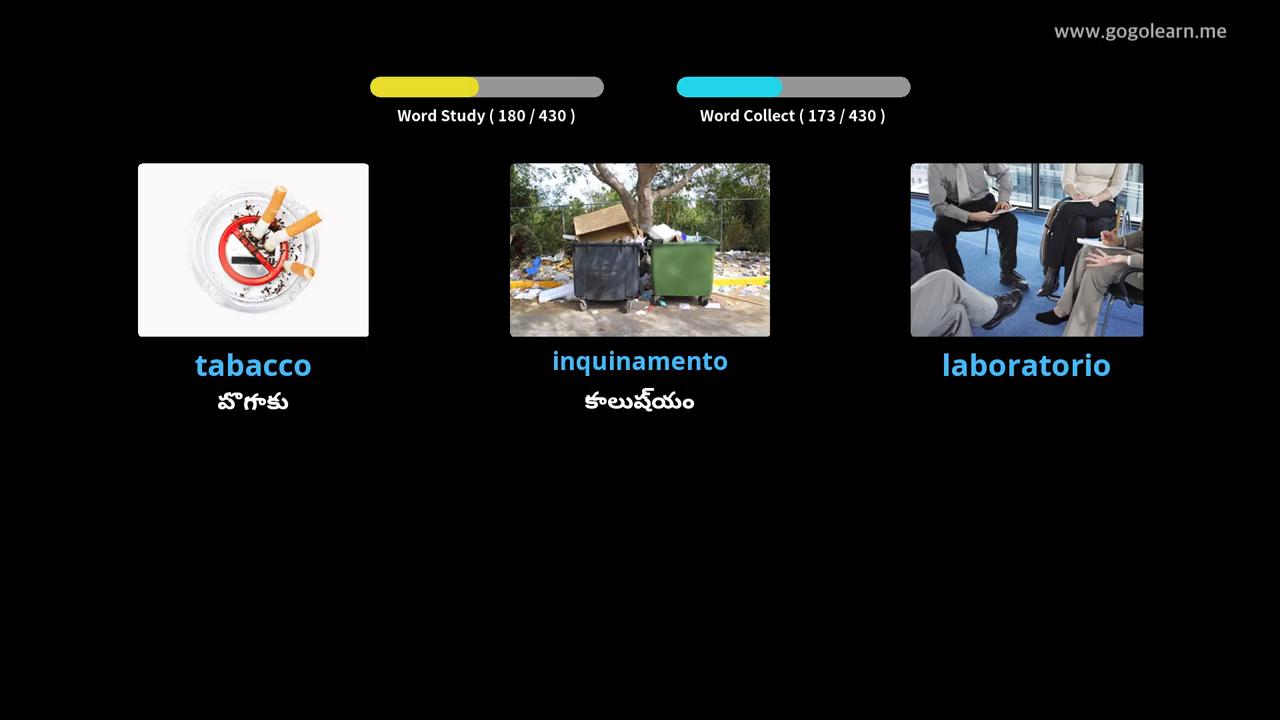 www.gogolearn.me
Word Study ( 180 / 430 )
Word Collect ( 173 / 430 )
tabacco
inquinamento
laboratorio
పొగాకు
కాలుష్యం